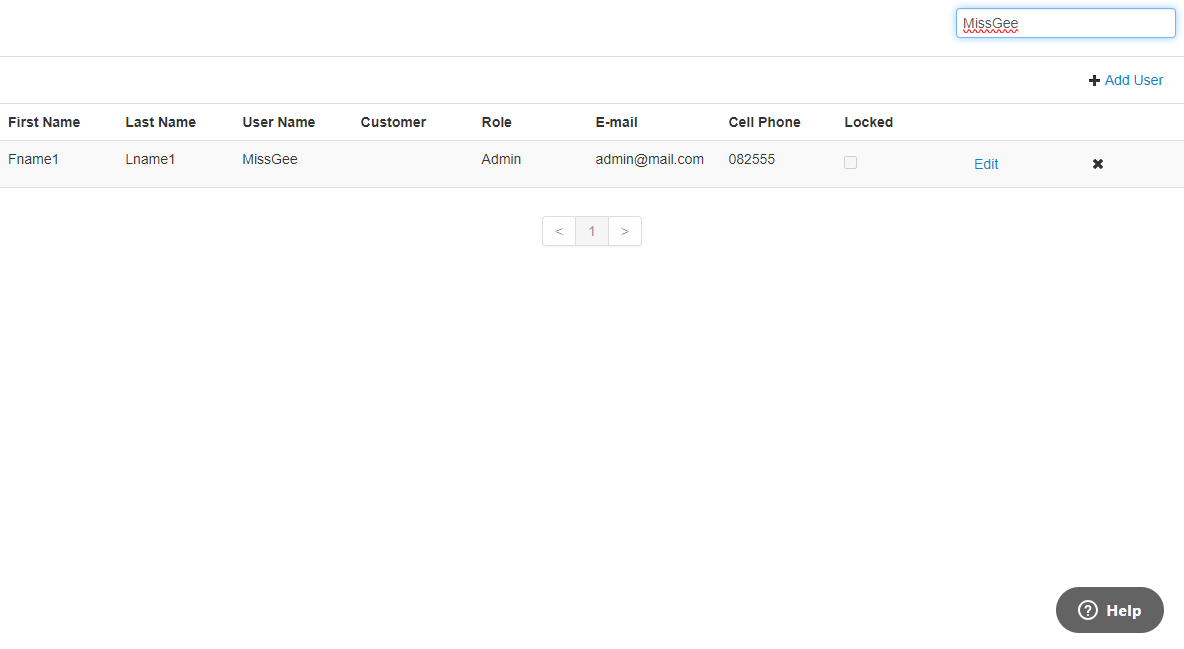 MissGee
Add User
First Name Last Name User Name Customer Role E-mail Cell Phone Locked
Fname1 Lname1 MissGee Admin admin@mail.com 082555 Edit
< 1 >
Help